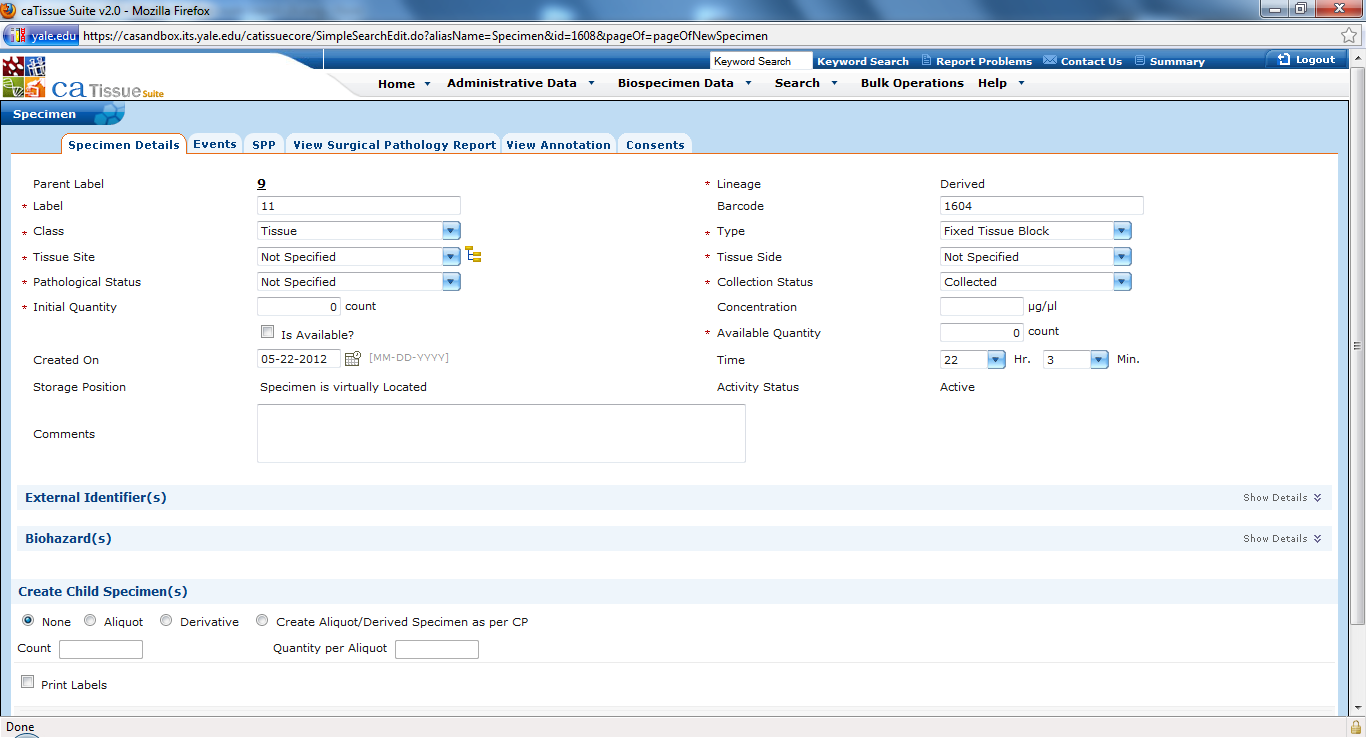 caTissue Suite v2.0 - Mozilla Firefox
yale.edu https://casandbox.its.yale.edu/catissuecore/SimpleSearchEdit.do?aliasName=Specimen&id=1608&pageOf=pageOfNewSpecimen
Keyword Search Keyword Search Report Problems Contact Us Summary Logout
ca Tissue Suite
Home Administrative Data Biospecimen Data Search Bulk Operations Help
Specimen
Specimen Details Events SPP View Surgical Pathology Report View Annotation Consents
Parent Label 9 * Lineage Derived
* Label 11 Barcode 1604
* Class Tissue * Type Fixed Tissue Block
* Tissue Site Not Specified * Tissue Side Not Specified
* Pathological Status Not Specified * Collection Status Collected
* Initial Quantity 0 count Concentration µg/µl
Is Available? * Available Quantity 0 count
Created On 05-22-2012 [MM-DD-YYYY] Time 22 Hr. 3 Min.
Storage Position Specimen is virtually Located Activity Status Active
Comments
External Identifier(s) Show Details
Biohazard(s) Show Details
Create Child Specimen(s)
None Aliquot Derivative Create Aliquot/Derived Specimen as per CP
Count Quantity per Aliquot
Print Labels
Done